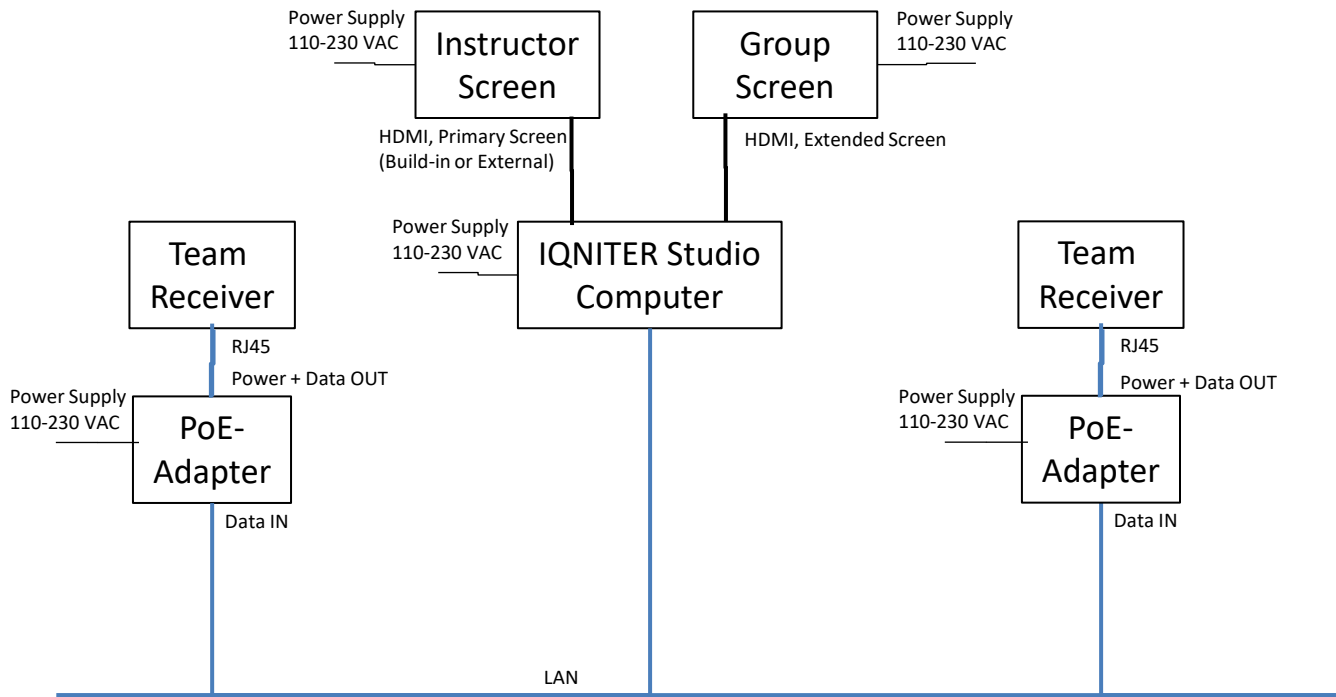 Power Supply
110-230 VAC
Instructor
Screen
Group
Screen
Power Supply
110-230 VAC
HDMI, Primary Screen
(Build-in or External)
HDMI, Extended Screen
Power Supply
110-230 VAC
IQNITER Studio
Computer
Team
Receiver
RJ45
Power + Data OUT
Power Supply
110-230 VAC
PoE-
Adapter
Data IN
Team
Receiver
RJ45
Power + Data OUT
Power Supply
110-230 VAC
PoE-
Adapter
Data IN
LAN